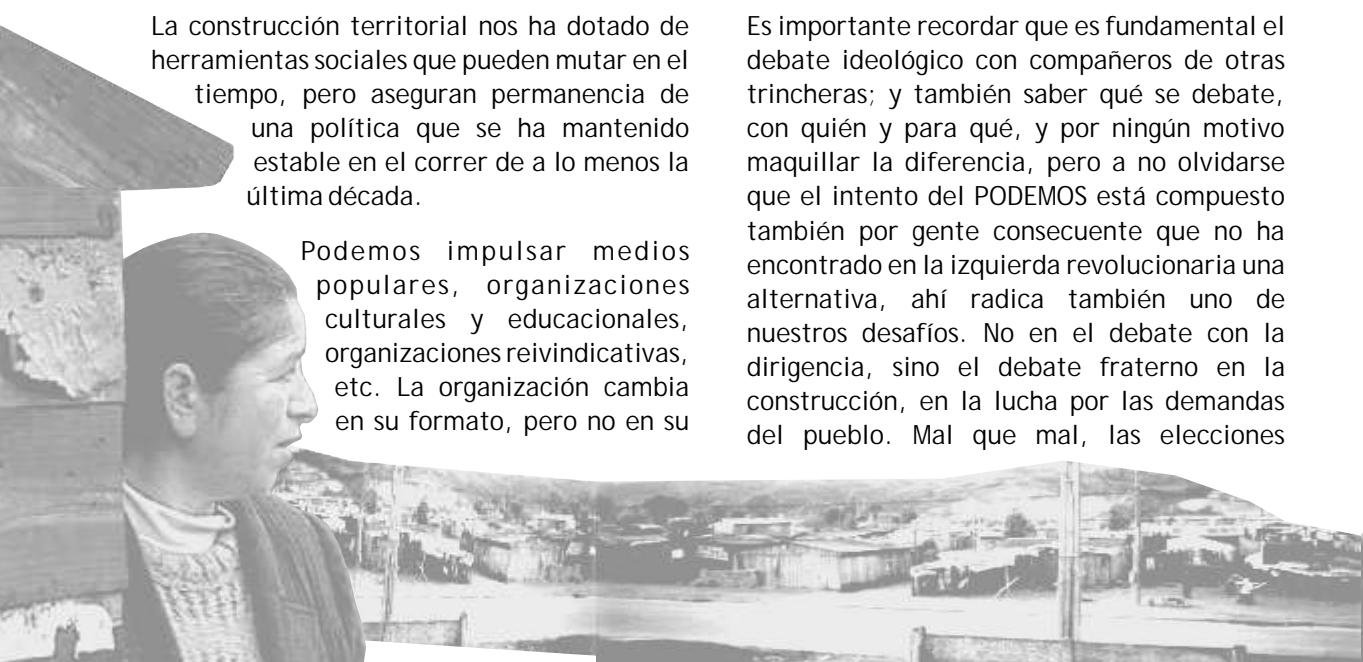 La construcción territorial nos ha dotado de
herramientas sociales que pueden mutar en el
tiempo, pero aseguran permanencia de
una política que se ha mantenido
estable en el correr de a lo menos la
última década.
Podemos impulsar medios
populares, organizaciones
culturales y educacionales,
organizaciones reivindicativas,
etc. La organización cambia
en su formato, pero no en su
Es importante recordar que es fundamental el
debate ideológico con compañeros de otras
trincheras; y también saber qué se debate,
con quién y para qué, y por ningún motivo
maquillar la diferencia, pero a no olvidarse
que el intento del PODEMOS está compuesto
también por gente consecuente que no ha
encontrado en la izquierda revolucionaria una
alternativa, ahí radica también uno de
nuestros desafíos. No en el debate con la
dirigencia, sino el debate fraterno en la
construcción, en la lucha por las demandas
del pueblo. Mal que mal, las elecciones